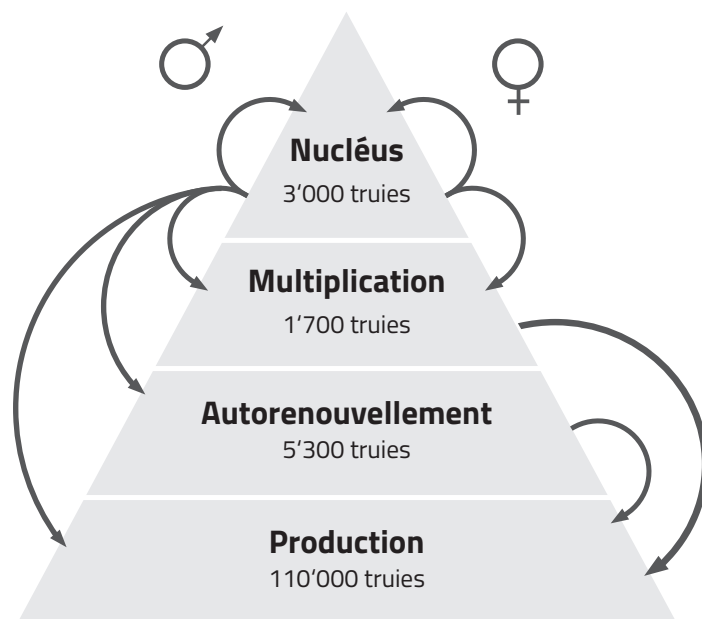 Nucléus
3‘000 truies
Multiplication
1‘700 truies
Autorenouvellement
5‘300 truies
Production
110‘000 truies